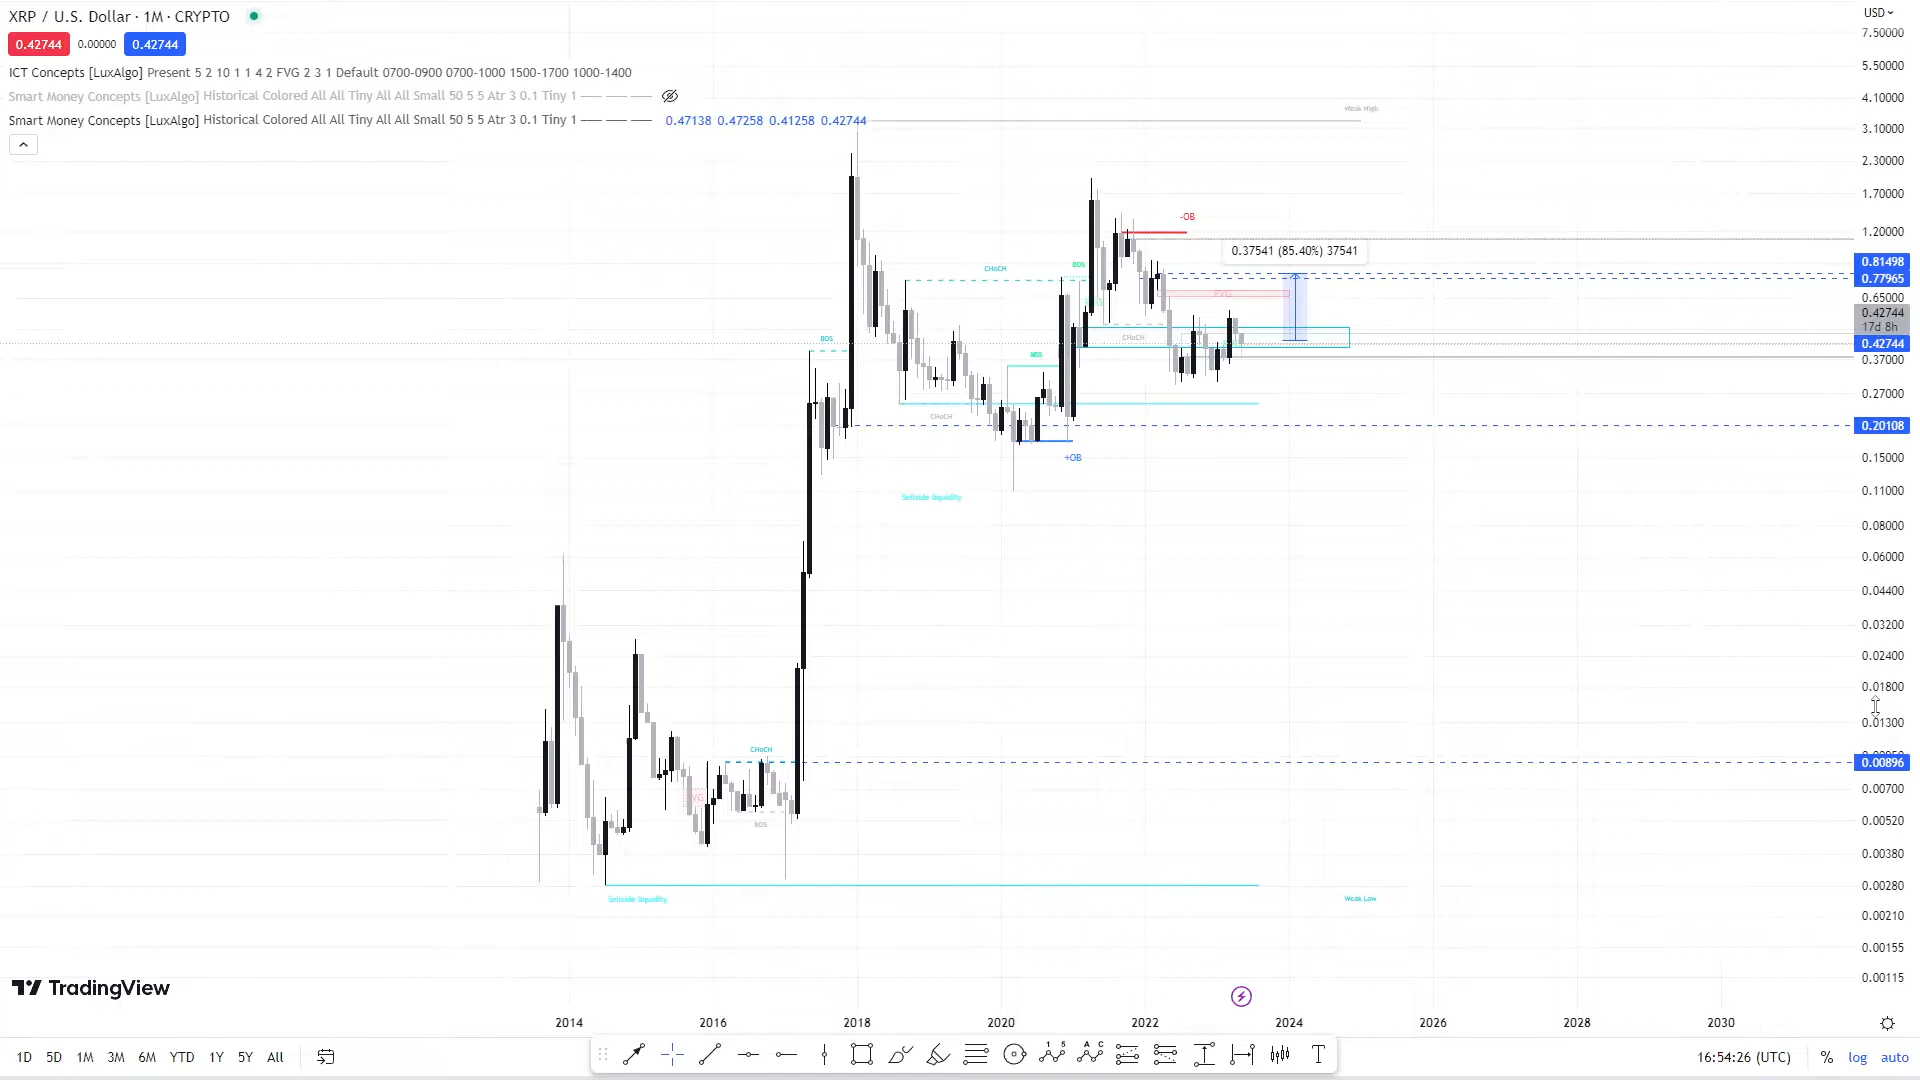 XRP / U.S. Dollar · 1M · CRYPTO
0.42744 0.00000 0.42744
ICT Concepts [LuxAlgo] Present 5 2 10 1 1 4 2 FVG 2 3 1 Default 0700-0900 0700-1000 1500-1700 1000-1400
Smart Money Concepts [LuxAlgo] Historical Colored All All Tiny All All Small 50 5 5 Atr 3 0.1 Tiny 1
Smart Money Concepts [LuxAlgo] Historical Colored All All Tiny All All Small 50 5 5 Atr 3 0.1 Tiny 1 0.47138 0.47258 0.41258 0.42744
USD
7.50000
5.50000
4.10000
3.10000
2.30000
1.70000
1.20000
0.81498
0.77965
0.65000
0.42744
17d 8h
0.42744
0.37000
0.27000
0.20108
0.15000
0.11000
0.08000
0.06000
0.04400
0.03200
0.02400
0.01800
0.01300
0.00896
0.00700
0.00520
0.00380
0.00280
0.00210
0.00155
0.00115
Weak High
-OB
0.37541 (85.40%) 37541
CHoCH
BOS
FVG
BOS
CHoCH
MSS
CHoCH
+OB
Sellside liquidity
CHoCH
BOS
Sellside liquidity
Weak Low
TradingView
2014 2016 2018 2020 2022 2024 2026 2028 2030
1D 5D 1M 3M 6M YTD 1Y 5Y All
16:54:26 (UTC) % log auto